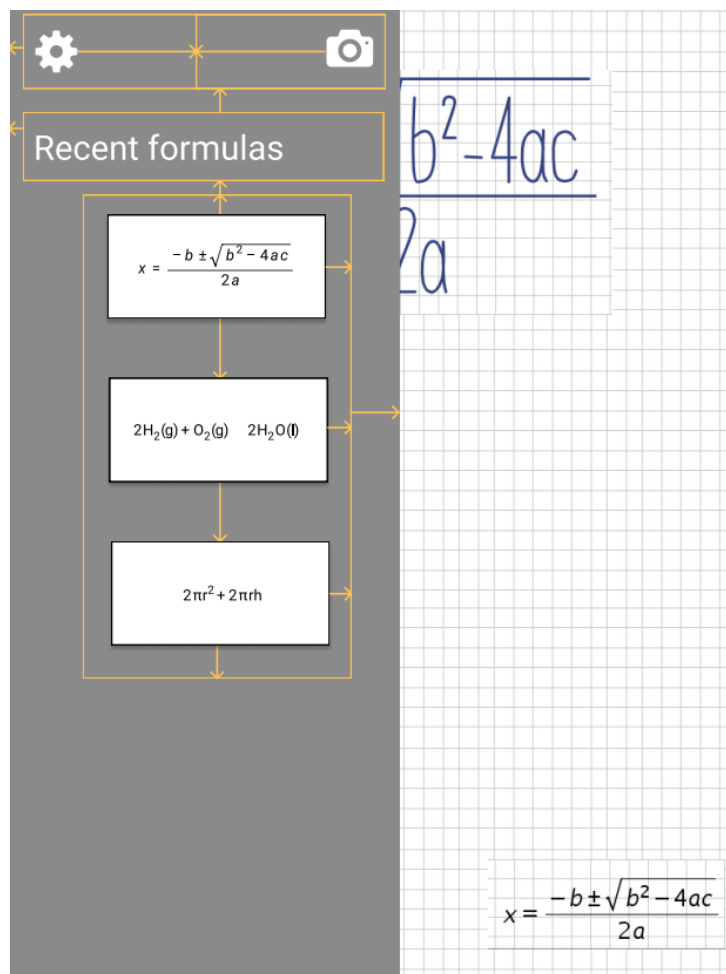 Recent formulas
x = (-b ± √(b² - 4ac)) / 2a
2H₂(g) + O₂(g) 2H₂O(l)
2πr² + 2πrh
b² - 4ac
2a
x = (-b ± √(b² - 4ac)) / 2a